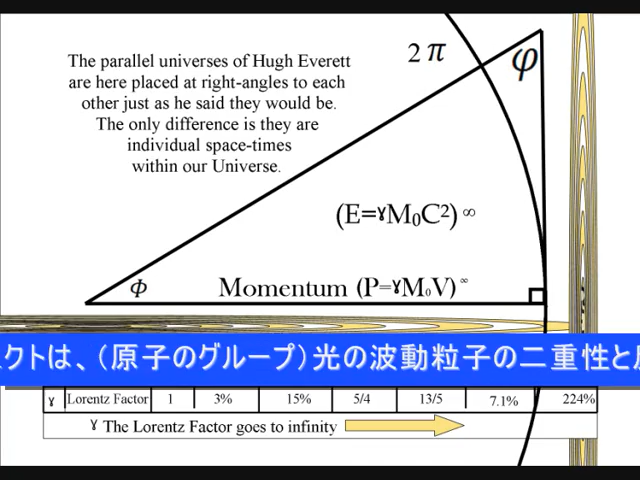 The parallel universes of Hugh Everett
are here placed at right-angles to each
other just as he said they would be.
The only difference is they are
individual space-times
within our Universe.
2 π
φ
(E=ɤM₀C²)∞
Φ
Momentum (P=ɤM₀V)∞
クトは、（原子のグループ）光の波動粒子の二重性と
ɤ Lorentz Factor 1 3% 15% 5/4 13/5 7.1% 224%
ɤ The Lorentz Factor goes to infinity